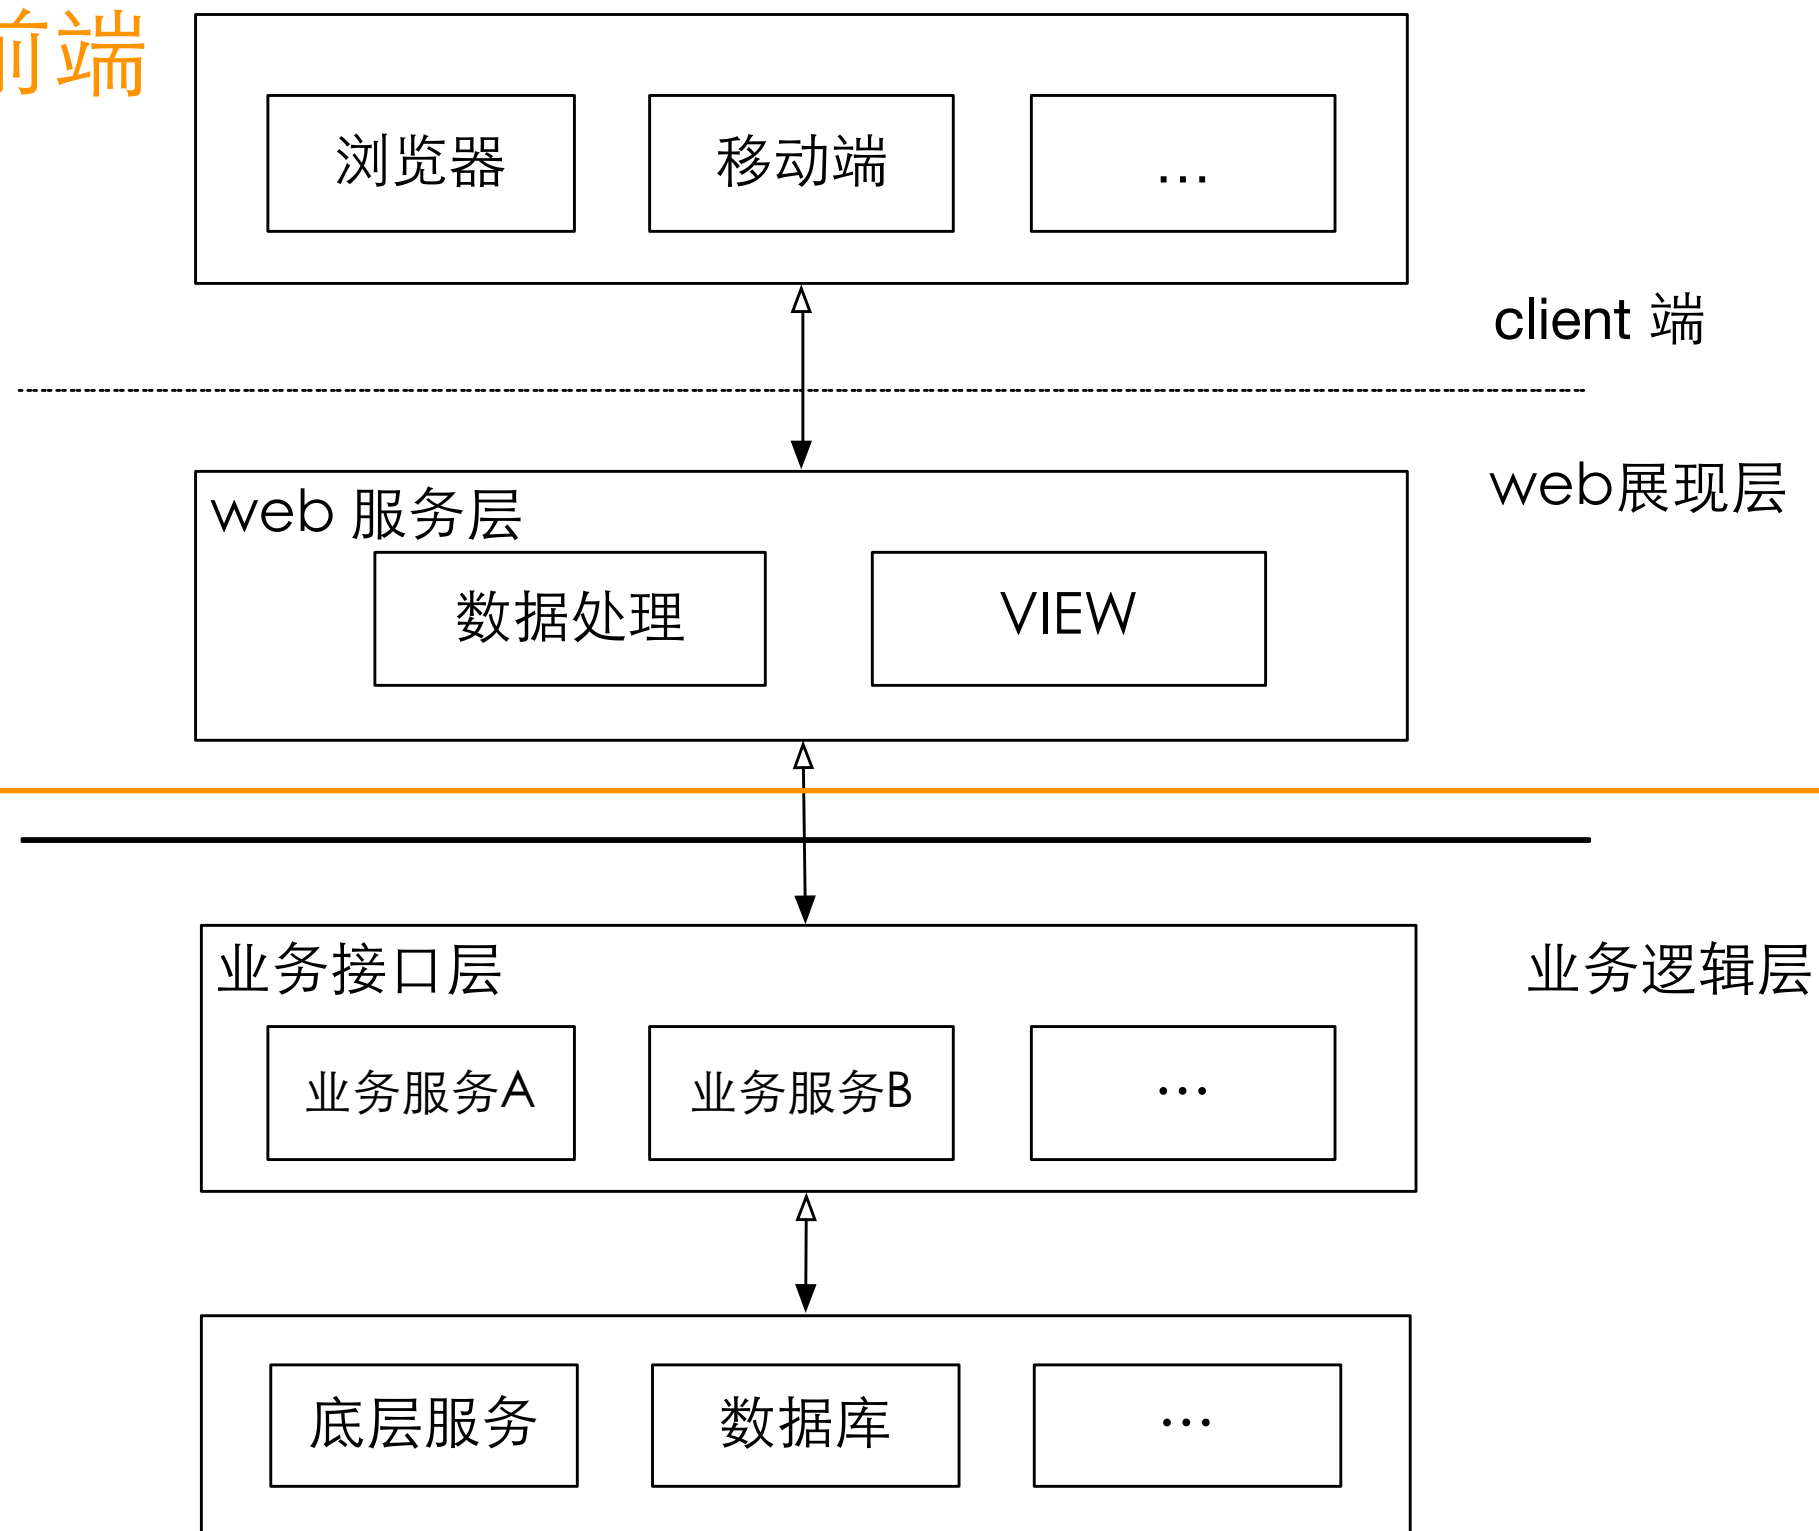 前端
浏览器
移动端
...
client 端
web展现层
web 服务层
数据处理
VIEW
业务接口层
业务逻辑层
业务服务A
业务服务B
...
底层服务
数据库
...